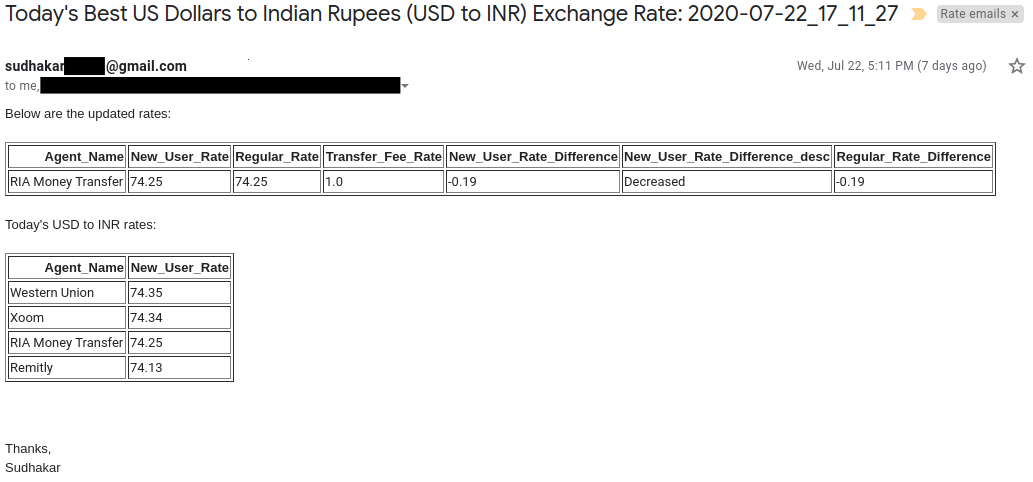 Today's Best US Dollars to Indian Rupees (USD to INR) Exchange Rate: 2020-07-22_17_11_27 Rate emails ×
sudhakar @gmail.com Wed, Jul 22, 5:11 PM (7 days ago)
to me,
Below are the updated rates:
Agent_Name New_User_Rate Regular_Rate Transfer_Fee_Rate New_User_Rate_Difference New_User_Rate_Difference_desc Regular_Rate_Difference
RIA Money Transfer 74.25 74.25 1.0 -0.19 Decreased -0.19
Today's USD to INR rates:
Agent_Name New_User_Rate
Western Union 74.35
Xoom 74.34
RIA Money Transfer 74.25
Remitly 74.13
Thanks,
Sudhakar